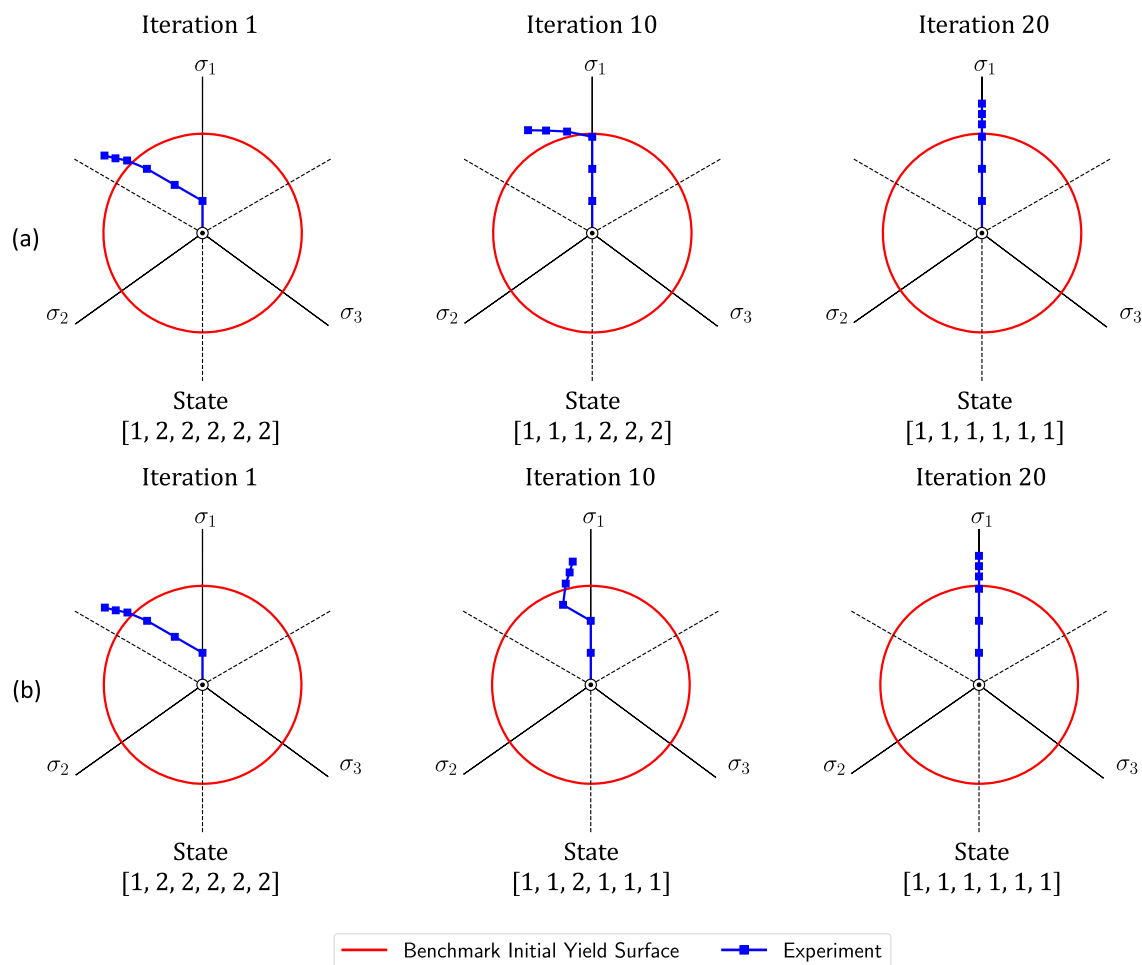 Iteration 1 Iteration 10 Iteration 20
σ1 σ1 σ1
(a)
σ2 σ3 σ2 σ3 σ2 σ3
State State State
[1, 2, 2, 2, 2, 2] [1, 1, 1, 2, 2, 2] [1, 1, 1, 1, 1, 1]
Iteration 1 Iteration 10 Iteration 20
σ1 σ1 σ1
(b)
σ2 σ3 σ2 σ3 σ2 σ3
State State State
[1, 2, 2, 2, 2, 2] [1, 1, 2, 1, 1, 1] [1, 1, 1, 1, 1, 1]
Benchmark Initial Yield Surface Experiment